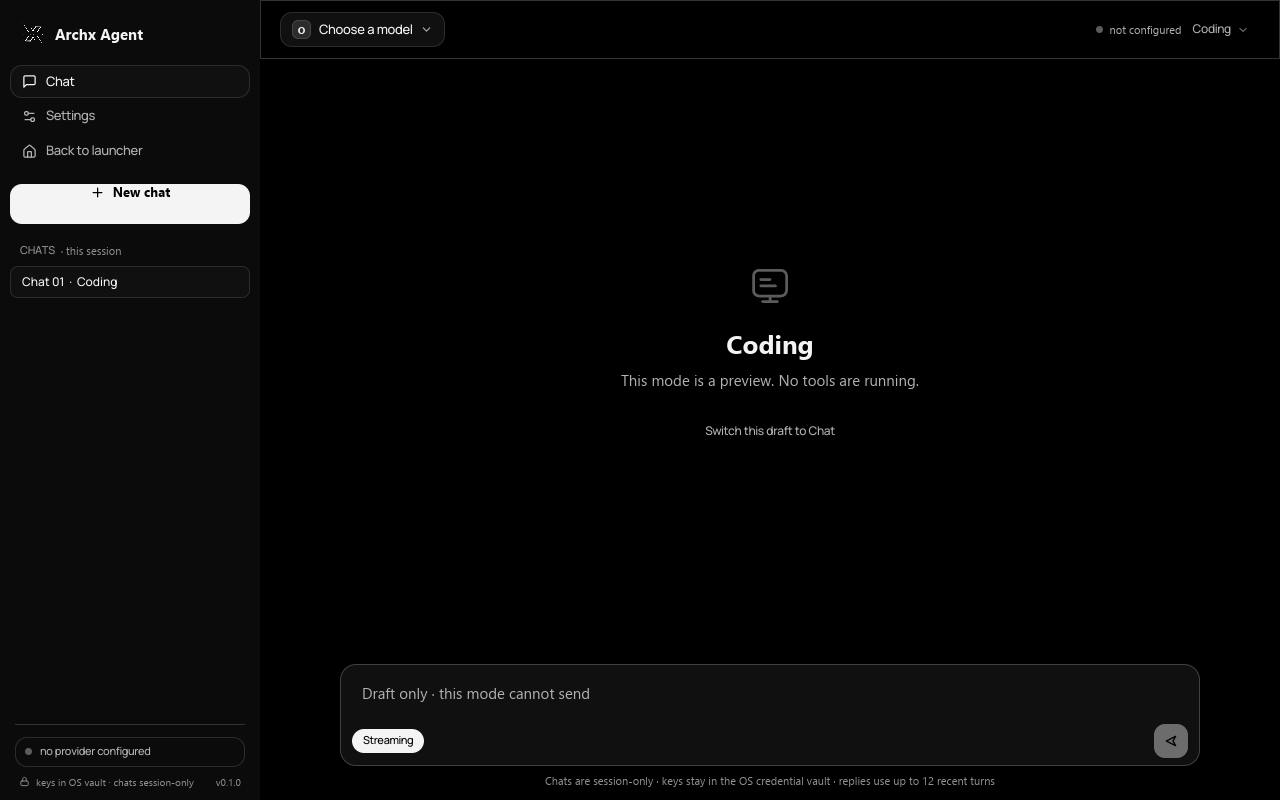 Archx Agent
Chat
Settings
Back to launcher
+ New chat
CHATS · this session
Chat 01 · Coding
no provider configured
keys in OS vault · chats session-only v0.1.0
O Choose a model
not configured Coding
Coding
This mode is a preview. No tools are running.
Switch this draft to Chat
Draft only · this mode cannot send
Streaming
Chats are session-only · keys stay in the OS credential vault · replies use up to 12 recent turns